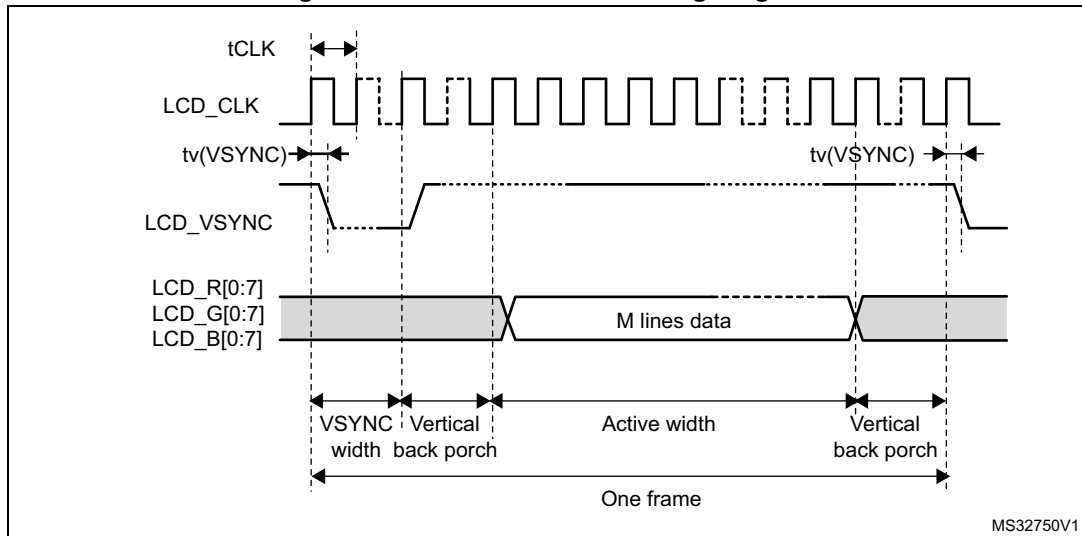 tCLK
LCD_CLK
tv(VSYNC)
tv(VSYNC)
LCD_VSYNC
LCD_R[0:7]
LCD_G[0:7]
LCD_B[0:7]
M lines data
VSYNC width
Vertical back porch
Active width
Vertical back porch
One frame
MS32750V1